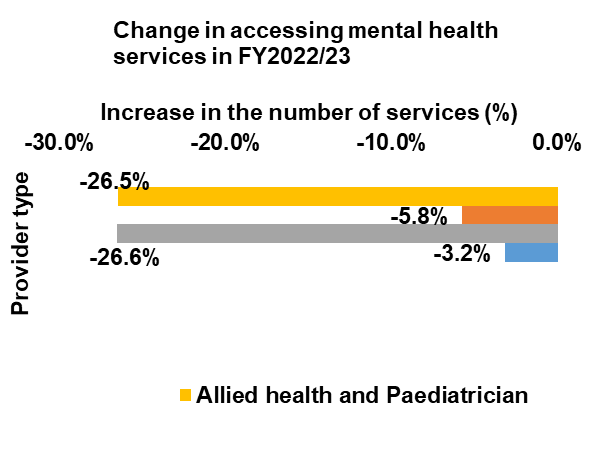 Change in accessing mental health
services in FY2022/23
Increase in the number of services (%)
-30.0% -20.0% -10.0% 0.0%
Provider type
-26.5%
-5.8%
-26.6%
-3.2%
Allied health and Paediatrician